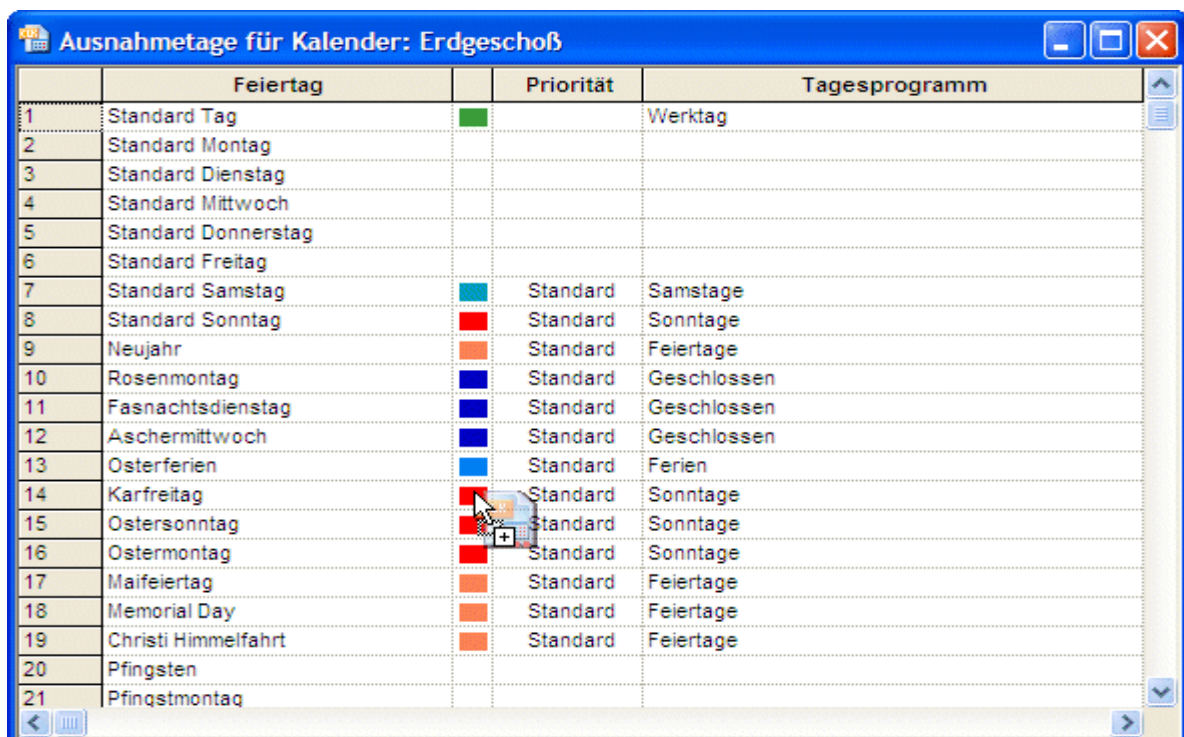 Ausnahmetage für Kalender: Erdgeschoß
Feiertag Priorität Tagesprogramm
1 Standard Tag Werktag
2 Standard Montag
3 Standard Dienstag
4 Standard Mittwoch
5 Standard Donnerstag
6 Standard Freitag
7 Standard Samstag Standard Samstage
8 Standard Sonntag Standard Sonntage
9 Neujahr Standard Feiertage
10 Rosenmontag Standard Geschlossen
11 Fasnachtsdienstag Standard Geschlossen
12 Aschermittwoch Standard Geschlossen
13 Osterferien Standard Ferien
14 Karfreitag Standard Sonntage
15 Ostersonntag Standard Sonntage
16 Ostermontag Standard Sonntage
17 Maifeiertag Standard Feiertage
18 Memorial Day Standard Feiertage
19 Christi Himmelfahrt Standard Feiertage
20 Pfingsten
21 Pfingstmontag